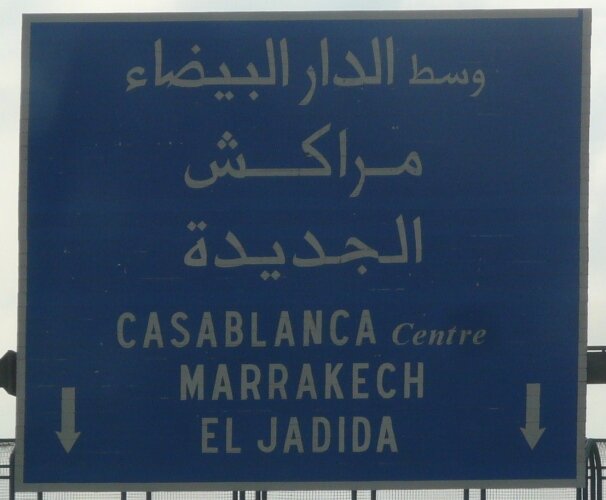 وسط الدار البيضاء
مراكش
الجديدة
CASABLANCA Centre
MARRAKECH
EL JADIDA